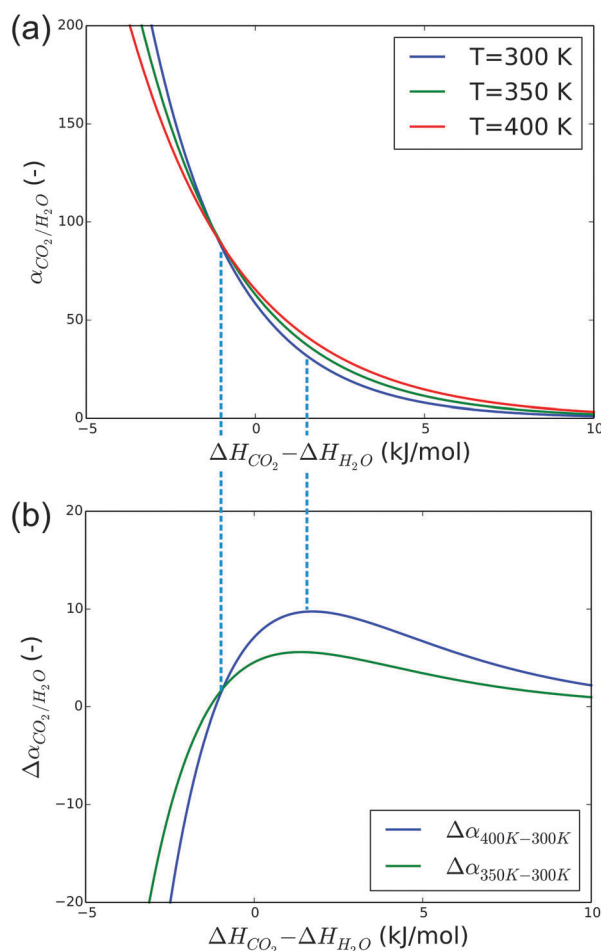 (a)
200
150
100
50
0
α_{CO_2/H_2O} (-)
T=300 K
T=350 K
T=400 K
-5 0 5 10
ΔH_{CO_2}-ΔH_{H_2O} (kJ/mol)
(b)
20
10
0
-10
-20
Δα_{CO_2/H_2O} (-)
Δα_{400K-300K}
Δα_{350K-300K}
-5 0 5 10
ΔH_{CO_2}-ΔH_{H_2O} (kJ/mol)